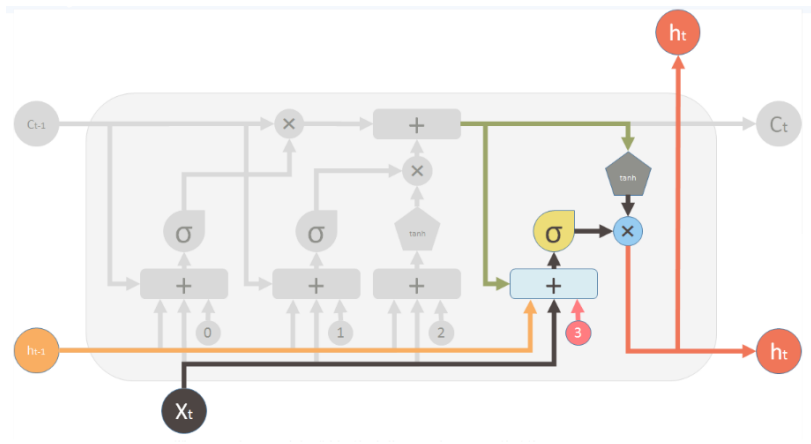 hₜ
Cₜ₋₁
×
+
Cₜ
×
tanh
σ
σ
tanh
σ
×
+
+
+
+
0
1
2
3
hₜ₋₁
hₜ
Xₜ